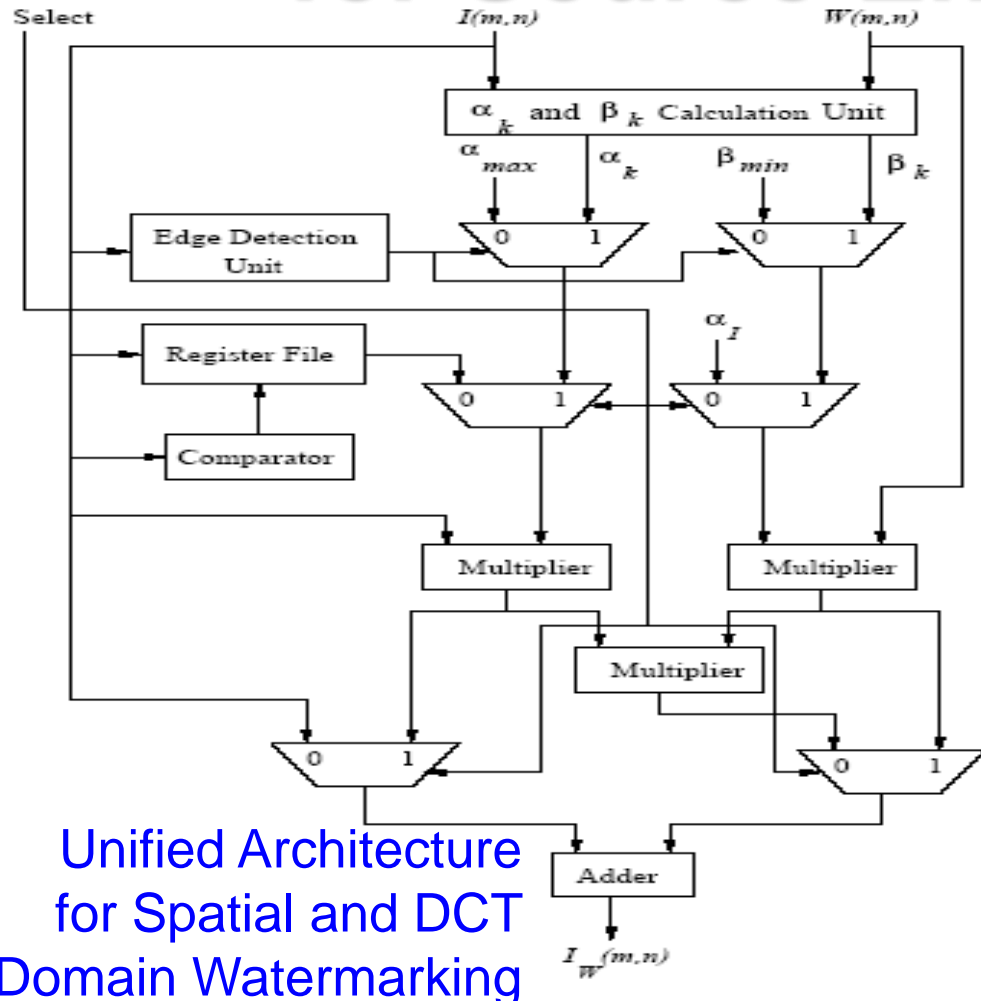 Select
I(m,n)
W(m,n)
α k and β k Calculation Unit
α max
α k
β min
β k
0 1
0 1
Edge Detection
Unit
α I
Register File
0 1
0 1
Comparator
Multiplier
Multiplier
Multiplier
0 1
0 1
Unified Architecture
for Spatial and DCT
Domain Watermarking
Adder
I W (m,n)